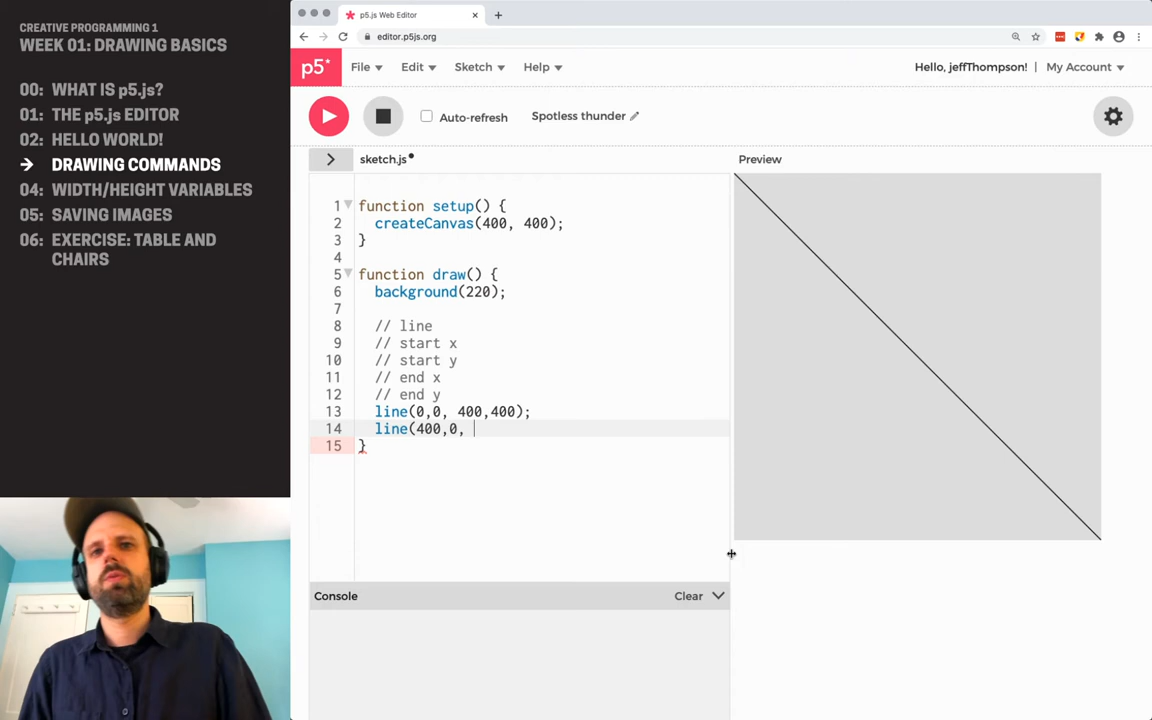 CREATIVE PROGRAMMING 1
WEEK 01: DRAWING BASICS
00: WHAT IS p5.js?
01: THE p5.js EDITOR
02: HELLO WORLD!
→ DRAWING COMMANDS
04: WIDTH/HEIGHT VARIABLES
05: SAVING IMAGES
06: EXERCISE: TABLE AND
CHAIRS
p5.js Web Editor
editor.p5js.org
p5* File Edit Sketch Help Hello, jeffThompson! My Account
Auto-refresh Spotless thunder
sketch.js
Preview
1 function setup() {
2 createCanvas(400, 400);
3 }
4
5 function draw() {
6 background(220);
7
8 // line
9 // start x
10 // start y
11 // end x
12 // end y
13 line(0,0, 400,400);
14 line(400,0,
15 }
Console Clear